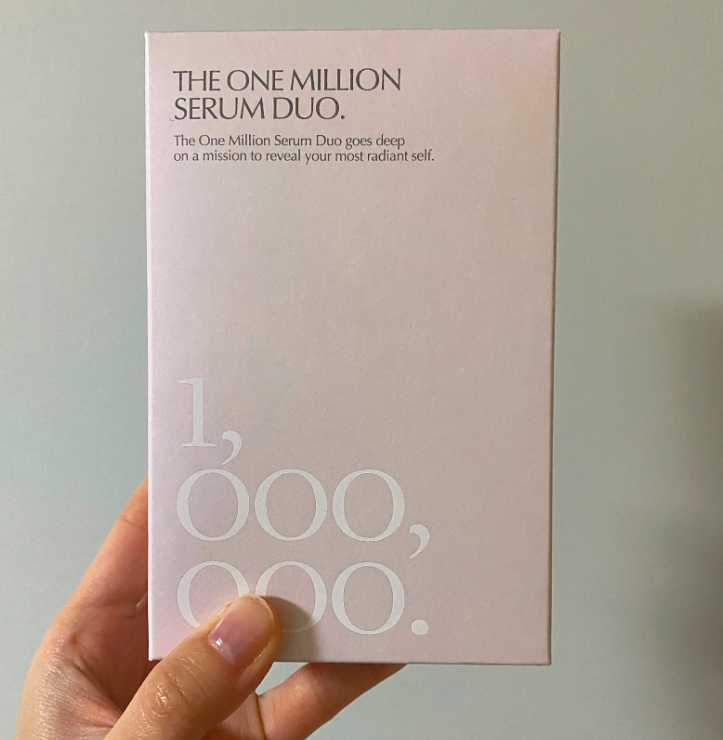 THE ONE MILLION
SERUM DUO.
The One Million Serum Duo goes deep
on a mission to reveal your most radiant self.
1,
000,
000.